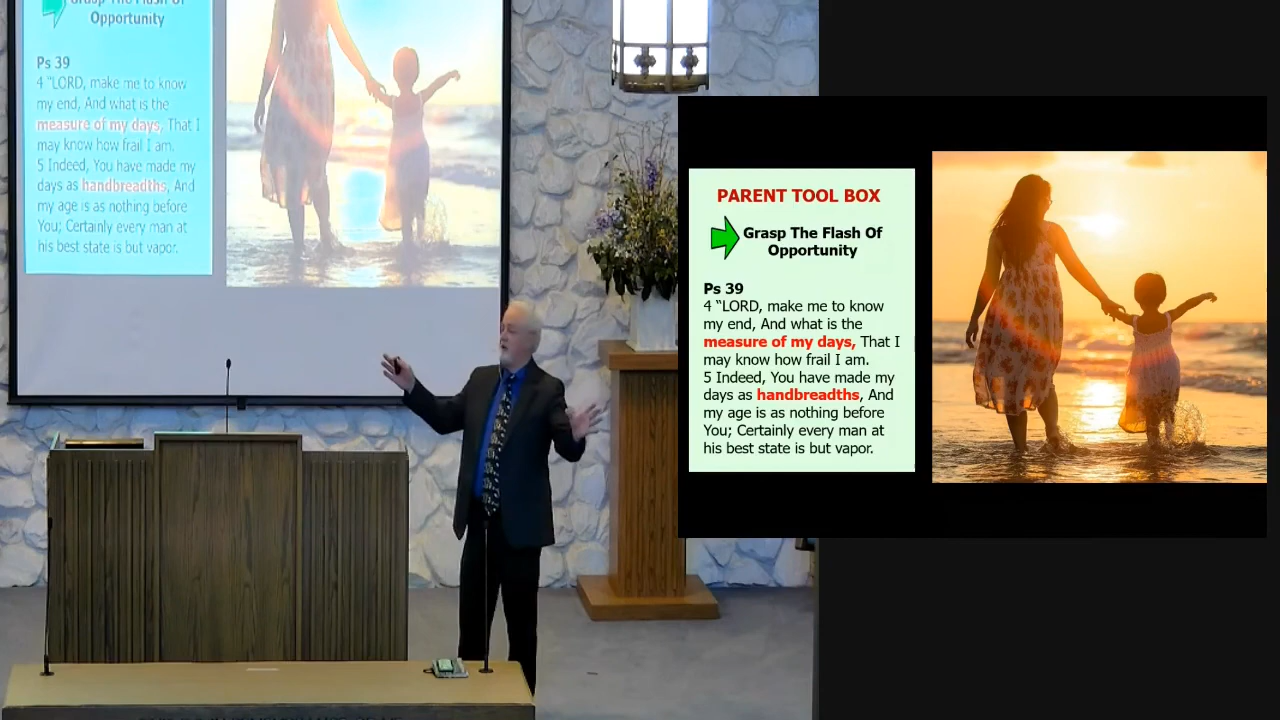 Grasp The Flash Of
Opportunity
Ps 39
4 “LORD, make me to know
my end, And what is the
measure of my days, That I
may know how frail I am.
5 Indeed, You have made my
days as handbreadths, And
my age is as nothing before
You; Certainly every man at
his best state is but vapor.
PARENT TOOL BOX
Grasp The Flash Of
Opportunity
Ps 39
4 “LORD, make me to know
my end, And what is the
measure of my days, That I
may know how frail I am.
5 Indeed, You have made my
days as handbreadths, And
my age is as nothing before
You; Certainly every man at
his best state is but vapor.